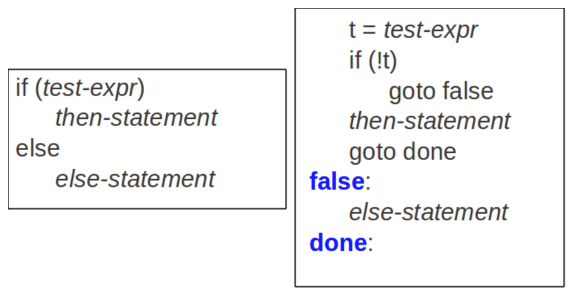 if (test-expr)
then-statement
else
else-statement
t = test-expr
if (!t)
goto false
then-statement
goto done
false:
else-statement
done: